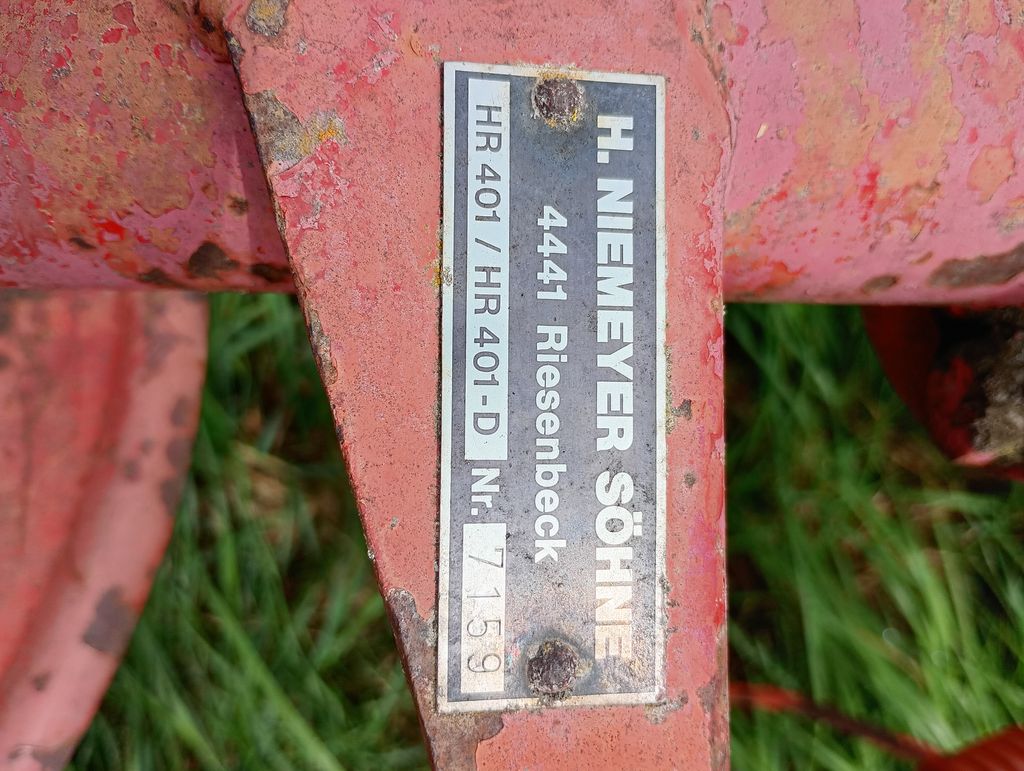 H. NIEMEYER SÖHNE
4441 Riesenbeck
HR 401 / HR 401-D Nr. 7159